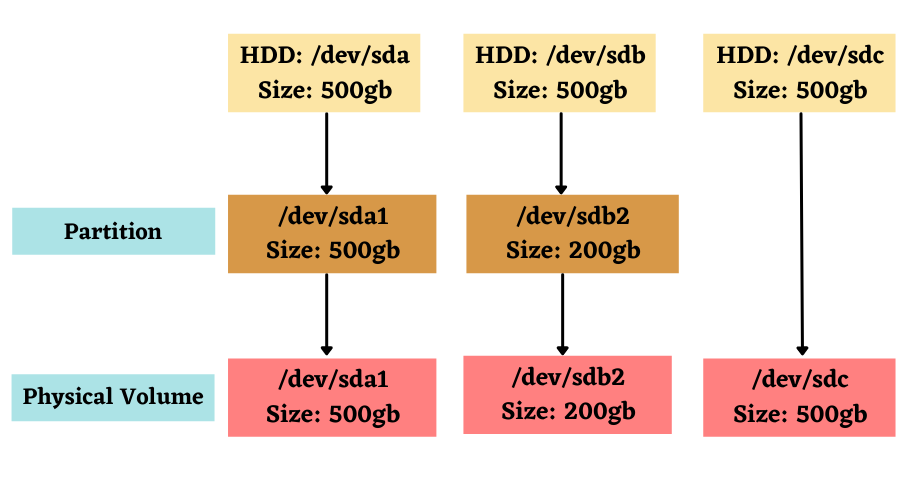 HDD: /dev/sda
Size: 500gb
HDD: /dev/sdb
Size: 500gb
HDD: /dev/sdc
Size: 500gb
Partition
/dev/sda1
Size: 500gb
/dev/sdb2
Size: 200gb
Physical Volume
/dev/sda1
Size: 500gb
/dev/sdb2
Size: 200gb
/dev/sdc
Size: 500gb